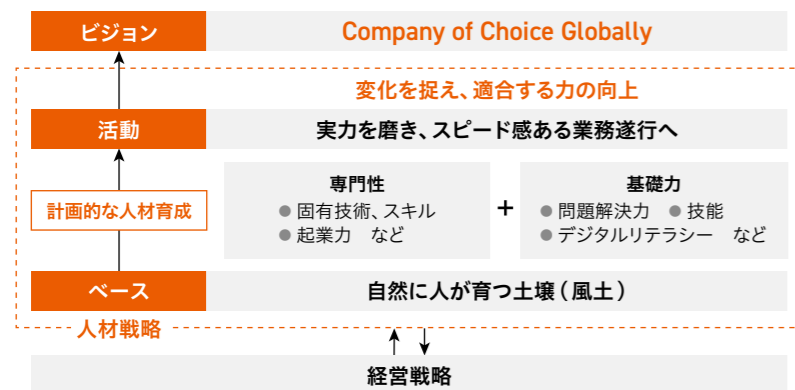 ビジョン
Company of Choice Globally
変化を捉え、適合する力の向上
活動
実力を磨き、スピード感ある業務遂行へ
計画的な人材育成
専門性
● 固有技術、スキル
● 起業力　など
+
基礎力
● 問題解決力　● 技能
● デジタルリテラシー　など
ベース
自然に人が育つ土壌（風土）
人材戦略
経営戦略